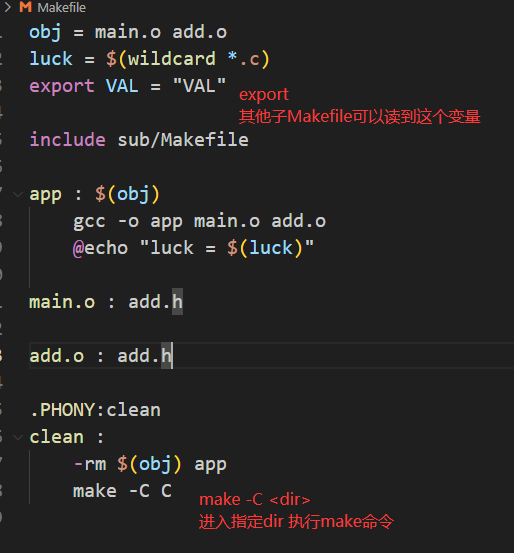 > M Makefile
obj = main.o add.o
luck = $(wildcard *.c)
export VAL = "VAL"
export
其他子Makefile可以读到这个变量
include sub/Makefile
app : $(obj)
gcc -o app main.o add.o
@echo "luck = $(luck)"
main.o : add.h
add.o : add.h
.PHONY:clean
clean :
-rm $(obj) app
make -C C
make -C <dir>
进入指定dir 执行make命令